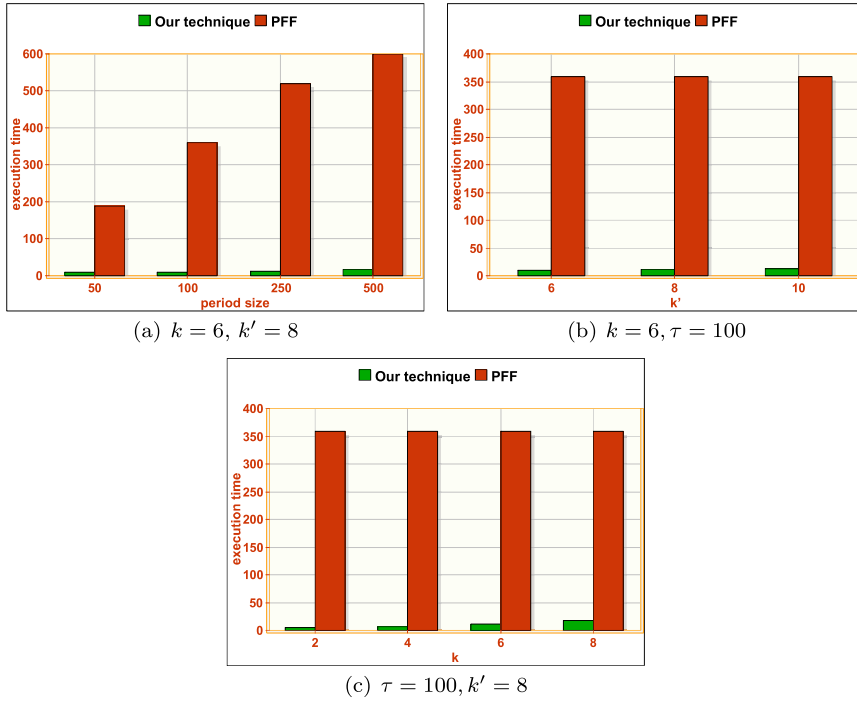 Our technique PFF
600
500
400
300
200
100
0
execution time
50 100 250 500
period size
(a) k = 6, k′ = 8
Our technique PFF
400
350
300
250
200
150
100
50
0
execution time
6 8 10
k'
(b) k = 6, τ = 100
Our technique PFF
400
350
300
250
200
150
100
50
0
execution time
2 4 6 8
k
(c) τ = 100, k′ = 8